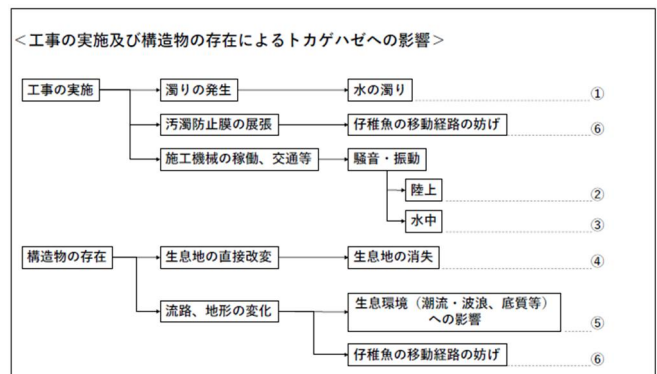 ＜工事の実施及び構造物の存在によるトカゲハゼへの影響＞
工事の実施 濁りの発生 水の濁り ①
汚濁防止膜の展張 仔稚魚の移動経路の妨げ ⑥
施工機械の稼働、交通等 騒音・振動
陸上 ②
水中 ③
構造物の存在 生息地の直接改変 生息地の消失 ④
流路、地形の変化 生息環境（潮流・波浪、底質等）
への影響 ⑤
仔稚魚の移動経路の妨げ ⑥